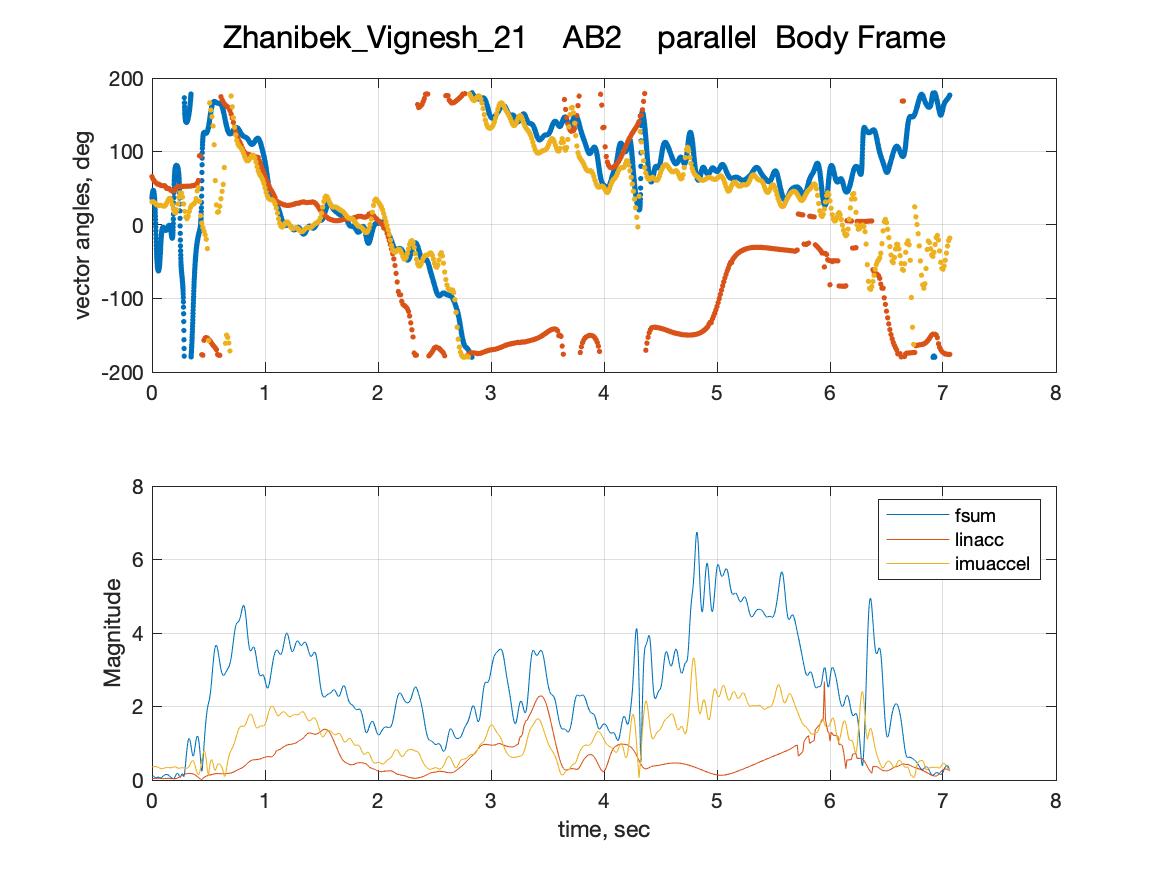 Zhanibek_Vignesh_21 AB2 parallel Body Frame
200
100
0
-100
-200
vector angles, deg
0 1 2 3 4 5 6 7 8
8
6
4
2
0
Magnitude
fsum
linacc
imuaccel
0 1 2 3 4 5 6 7 8
time, sec